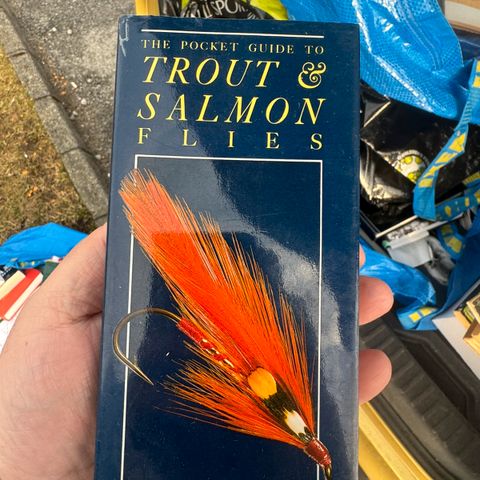 THE POCKET GUIDE TO
TROUT &
SALMON
FLIES